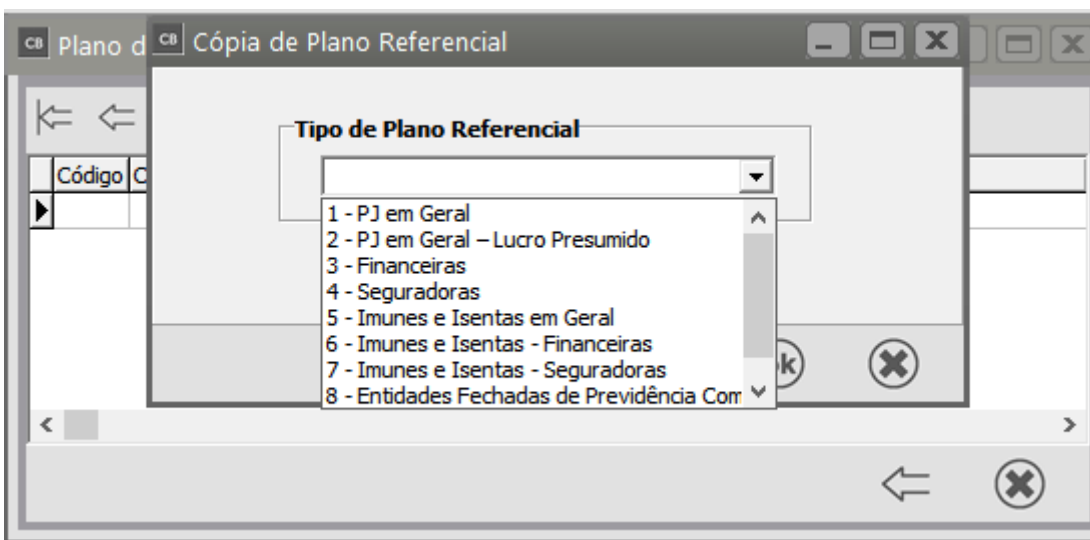 CB Plano d
CB Cópia de Plano Referencial
Tipo de Plano Referencial
Código
1 - PJ em Geral
2 - PJ em Geral – Lucro Presumido
3 - Financeiras
4 - Seguradoras
5 - Imunes e Isentas em Geral
6 - Imunes e Isentas - Financeiras
7 - Imunes e Isentas - Seguradoras
8 - Entidades Fechadas de Previdência Com